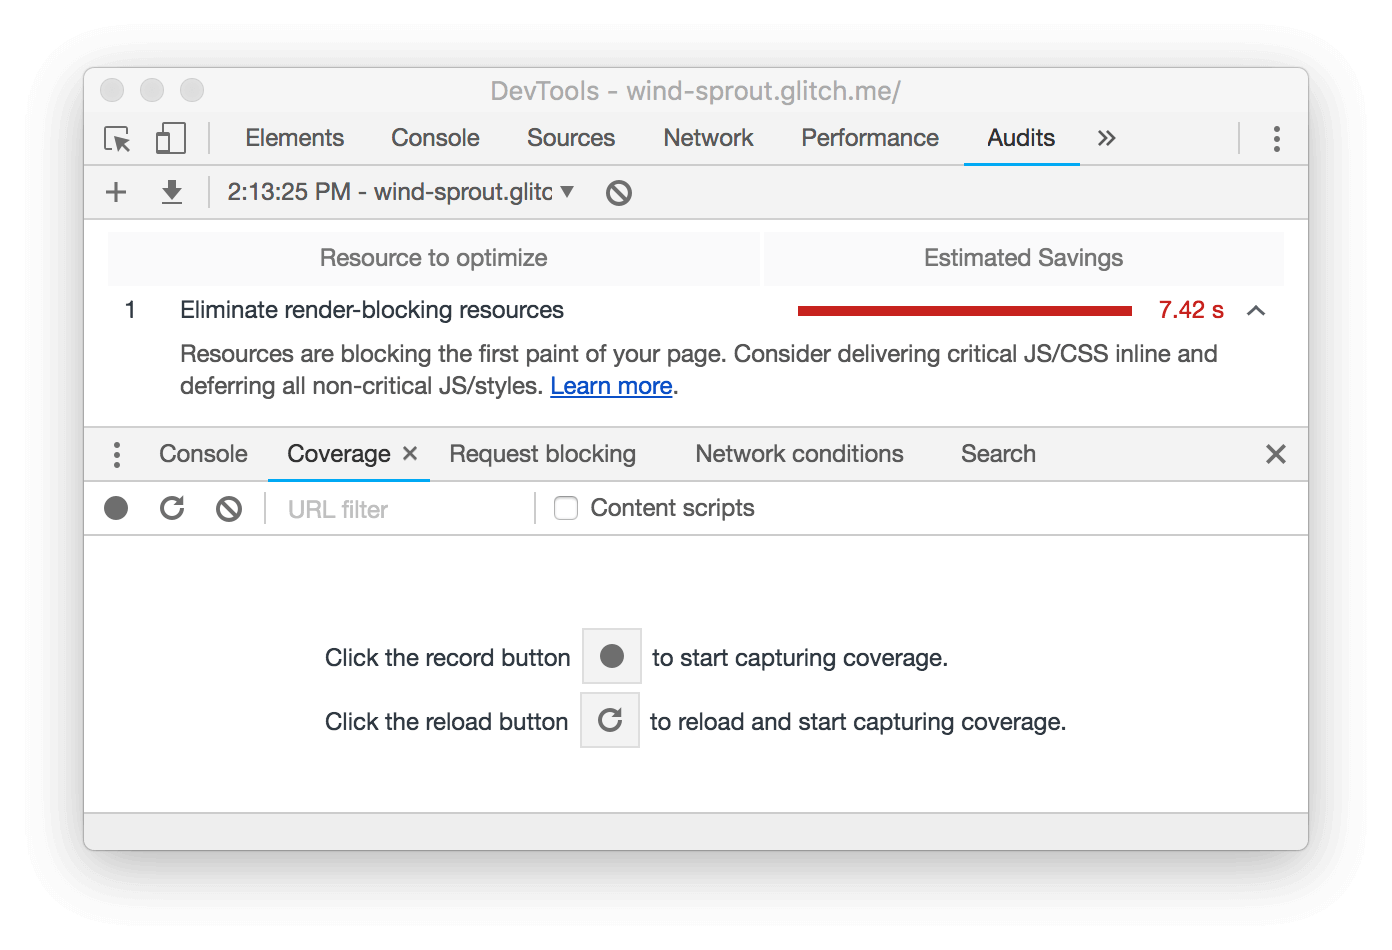 DevTools - wind-sprout.glitch.me/
Elements Console Sources Network Performance Audits »
2:13:25 PM - wind-sprout.glitc
Resource to optimize Estimated Savings
1 Eliminate render-blocking resources 7.42 s
Resources are blocking the first paint of your page. Consider delivering critical JS/CSS inline and
deferring all non-critical JS/styles. Learn more.
Console Coverage Request blocking Network conditions Search
URL filter Content scripts
Click the record button to start capturing coverage.
Click the reload button to reload and start capturing coverage.